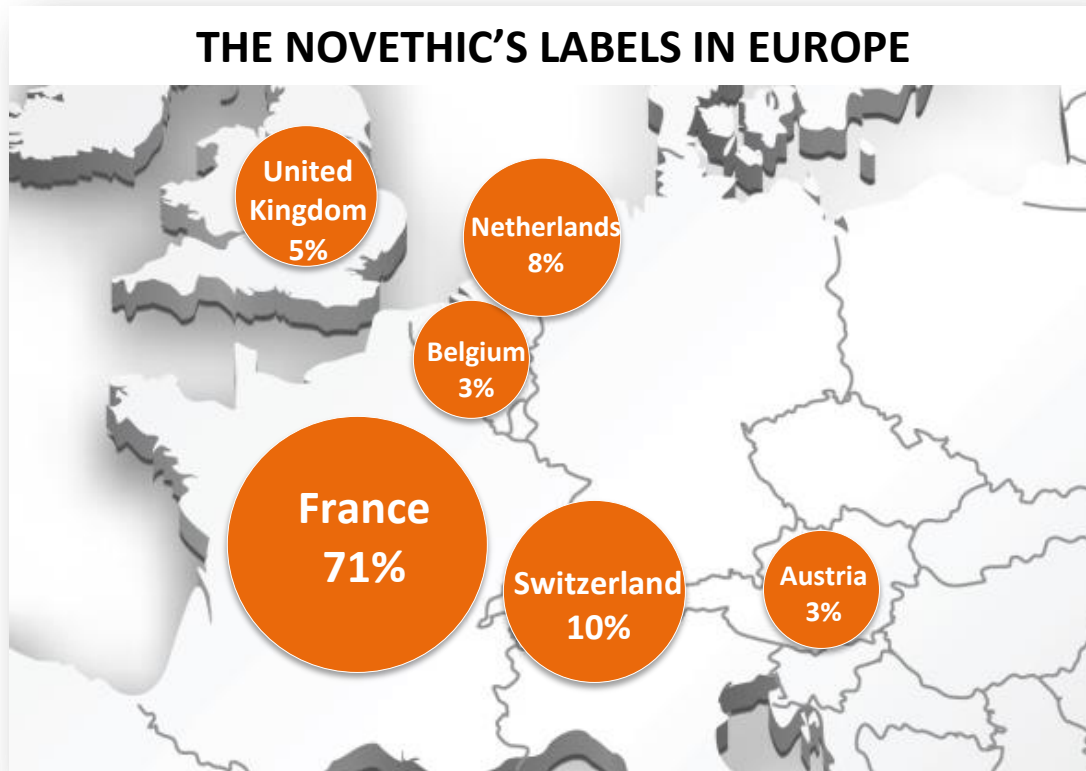 THE NOVETHIC'S LABELS IN EUROPE
United
Kingdom
5%
Netherlands
8%
Belgium
3%
France
71%
Switzerland
10%
Austria
3%